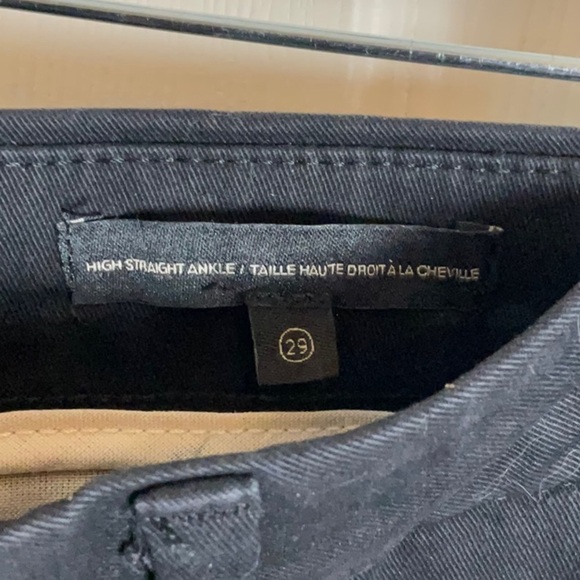 HIGH STRAIGHT ANKLE / TAILLE HAUTE DROIT À LA CHEVILLE
29